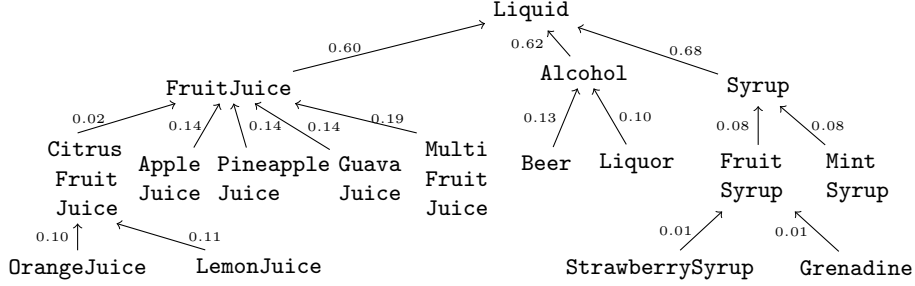 Liquid
0.60
0.62
0.68
FruitJuice
Alcohol
Syrup
0.02
0.14
0.14
0.14
0.19
0.13
0.10
0.08
0.08
Citrus
Fruit
Juice
Apple
Juice
Pineapple
Juice
Guava
Juice
Multi
Fruit
Juice
Beer
Liquor
Fruit
Syrup
Mint
Syrup
0.10
0.11
0.01
0.01
OrangeJuice
LemonJuice
StrawberrySyrup
Grenadine